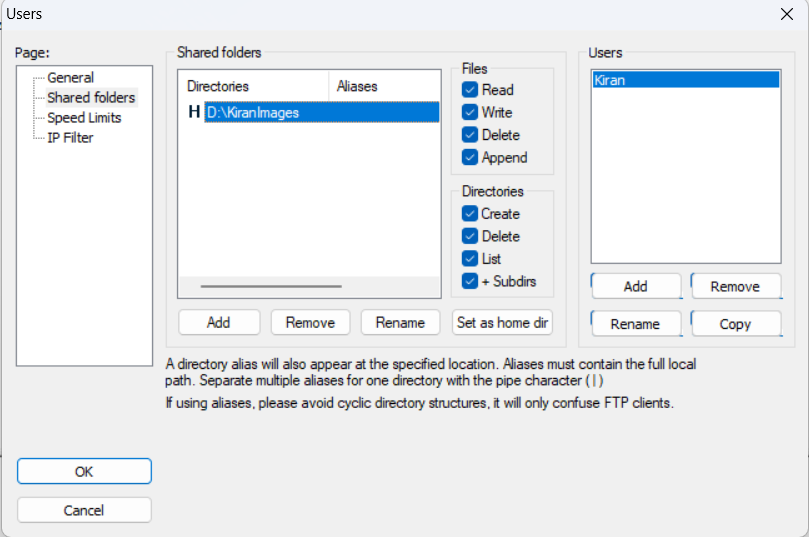 Users
Page:
General
Shared folders
Speed Limits
IP Filter
Shared folders
Directories Aliases
H D:\KiranImages
Files
Read
Write
Delete
Append
Directories
Create
Delete
List
+ Subdirs
Add Remove Rename Set as home dir
Users
Kiran
Add Remove
Rename Copy
A directory alias will also appear at the specified location. Aliases must contain the full local
path. Separate multiple aliases for one directory with the pipe character ( | )
If using aliases, please avoid cyclic directory structures, it will only confuse FTP clients.
OK
Cancel